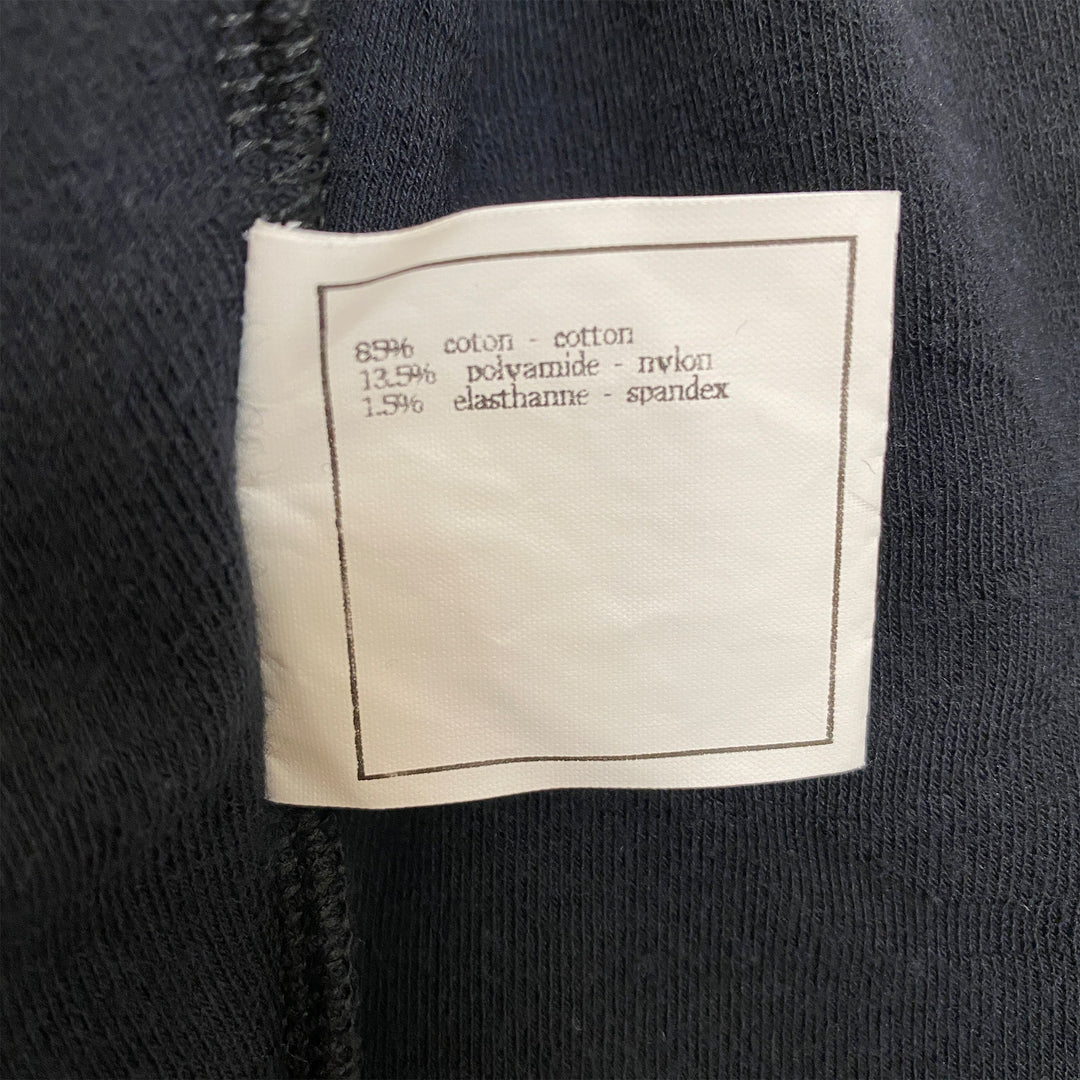 85% coton - cotton
13.5% polyamide - nylon
1.5% elasthanne - spandex